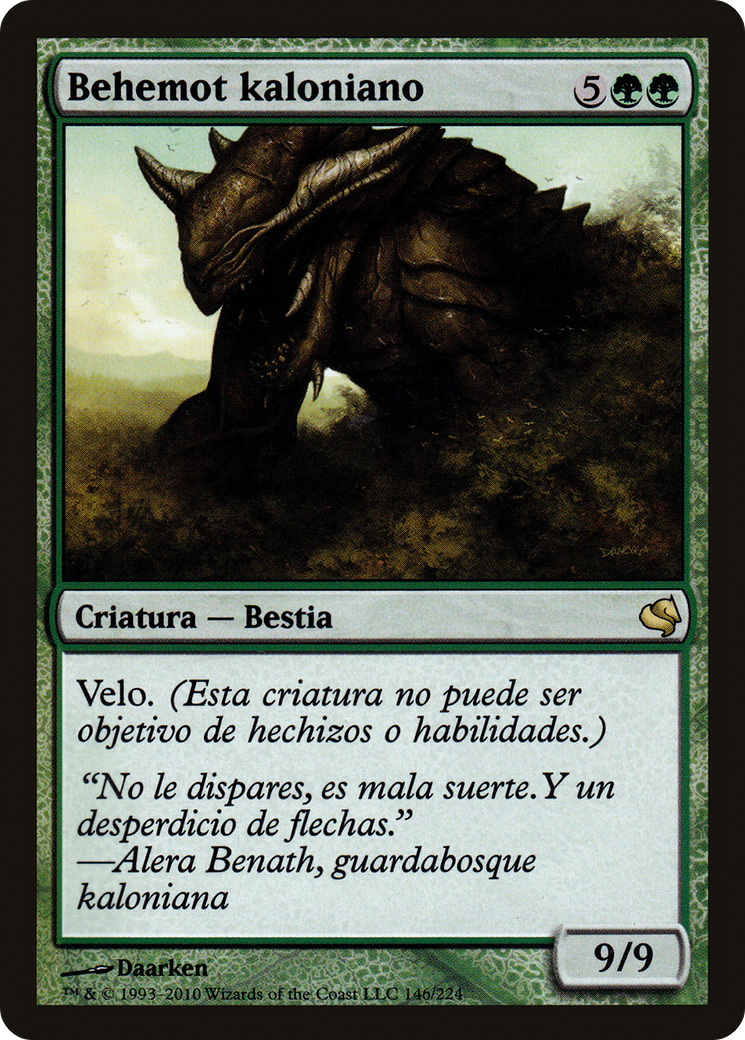 Behemot kaloniano
5
DAARKEN
Criatura — Bestia
Velo. (Esta criatura no puede ser
objetivo de hechizos o habilidades.)
“No le dispares, es mala suerte. Y un
desperdicio de flechas.”
—Alera Benath, guardabosque
kaloniana
9/9
Daarken
™ & © 1993–2010 Wizards of the Coast LLC 146/224